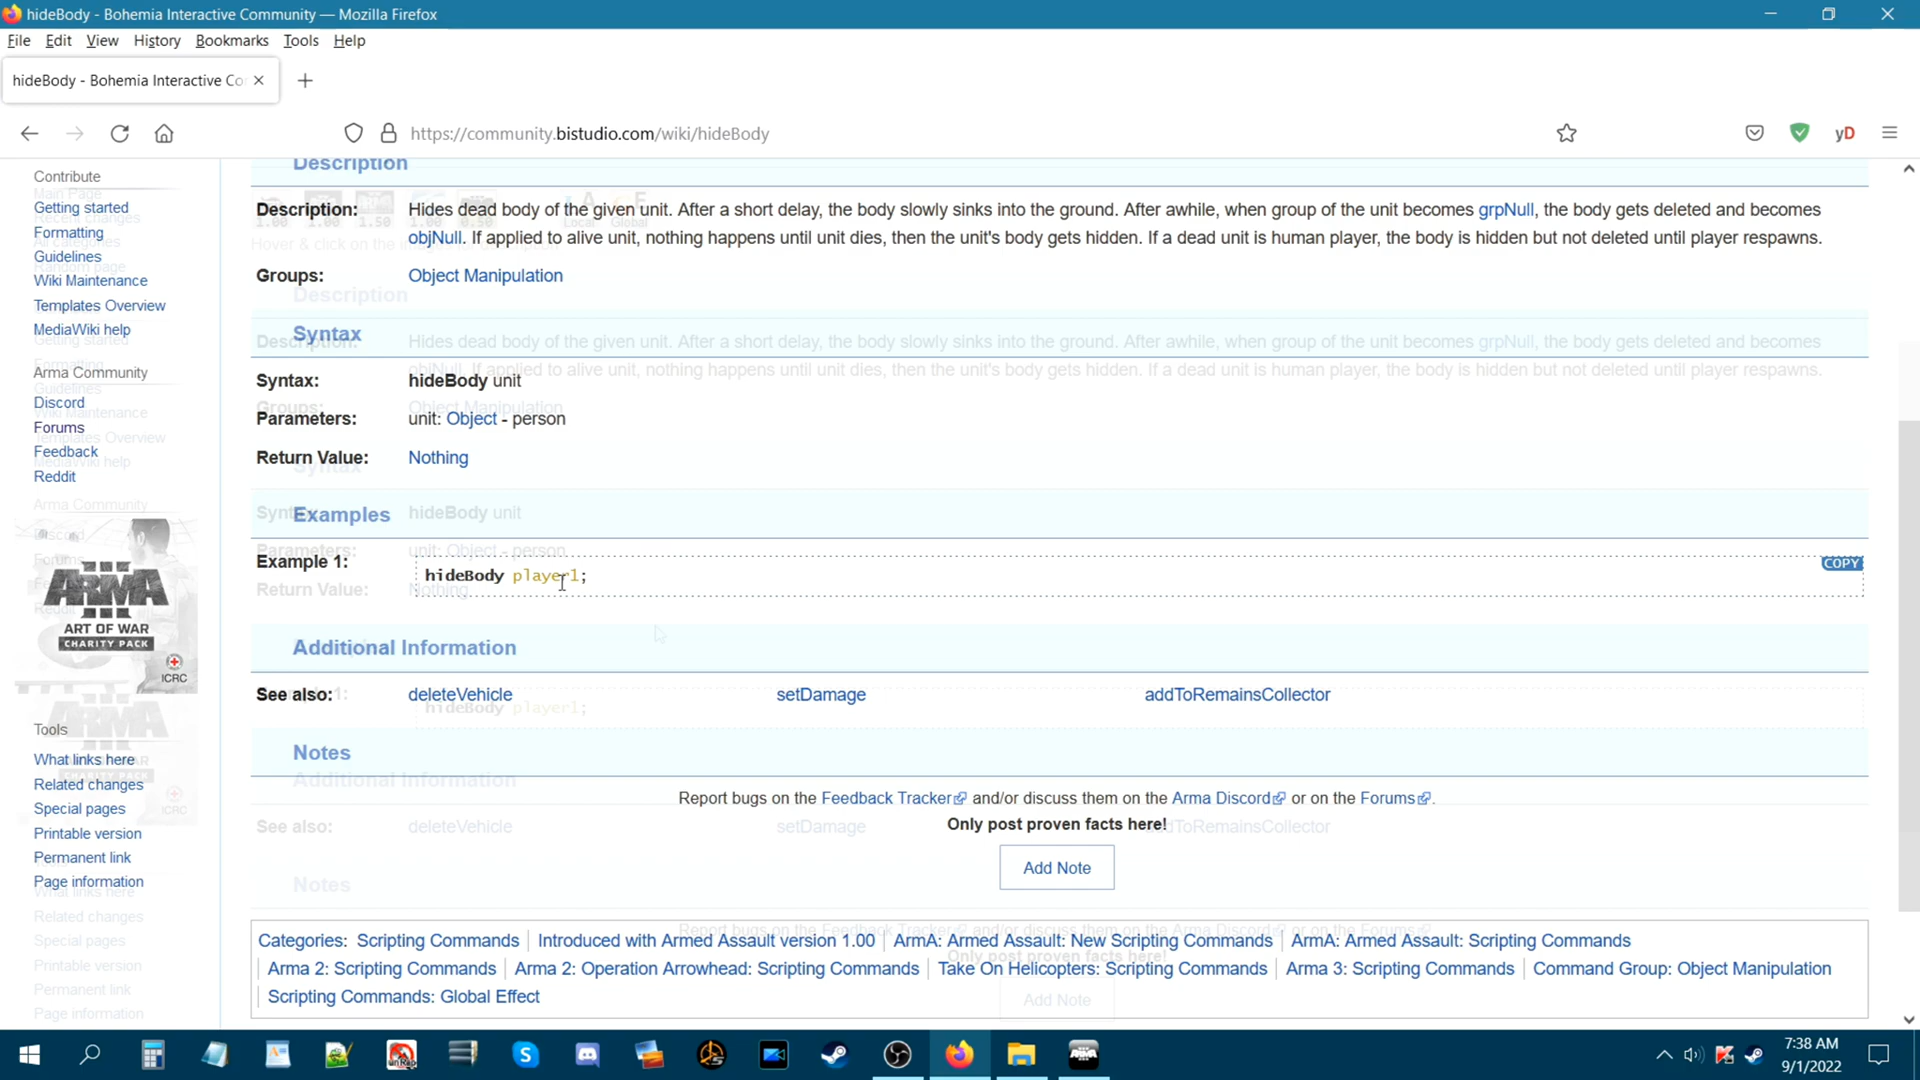 hideBody - Bohemia Interactive Community — Mozilla Firefox
File Edit View History Bookmarks Tools Help
hideBody - Bohemia Interactive Co
https://community.bistudio.com/wiki/hideBody
yD
Contribute
Getting started
Formatting
Guidelines
Wiki Maintenance
Templates Overview
MediaWiki help
Arma Community
Discord
Forums
Feedback
Reddit
ARMA III
ART OF WAR
CHARITY PACK
ICRC
Tools
What links here
Related changes
Special pages
Printable version
Permanent link
Page information
Description
Description: Hides dead body of the given unit. After a short delay, the body slowly sinks into the ground. After awhile, when group of the unit becomes grpNull, the body gets deleted and becomes
objNull. If applied to alive unit, nothing happens until unit dies, then the unit's body gets hidden. If a dead unit is human player, the body is hidden but not deleted until player respawns.
Groups: Object Manipulation
Syntax
Syntax: hideBody unit
Parameters: unit: Object - person
Return Value: Nothing
Examples
Example 1: hideBody player1;
COPY
Additional Information
See also: deleteVehicle setDamage addToRemainsCollector
Notes
Report bugs on the Feedback Tracker and/or discuss them on the Arma Discord or on the Forums.
Only post proven facts here!
Add Note
Categories: Scripting Commands | Introduced with Armed Assault version 1.00 | ArmA: Armed Assault: New Scripting Commands | ArmA: Armed Assault: Scripting Commands
| Arma 2: Scripting Commands | Arma 2: Operation Arrowhead: Scripting Commands | Take On Helicopters: Scripting Commands | Arma 3: Scripting Commands | Command Group: Object Manipulation
| Scripting Commands: Global Effect
7:38 AM
9/1/2022